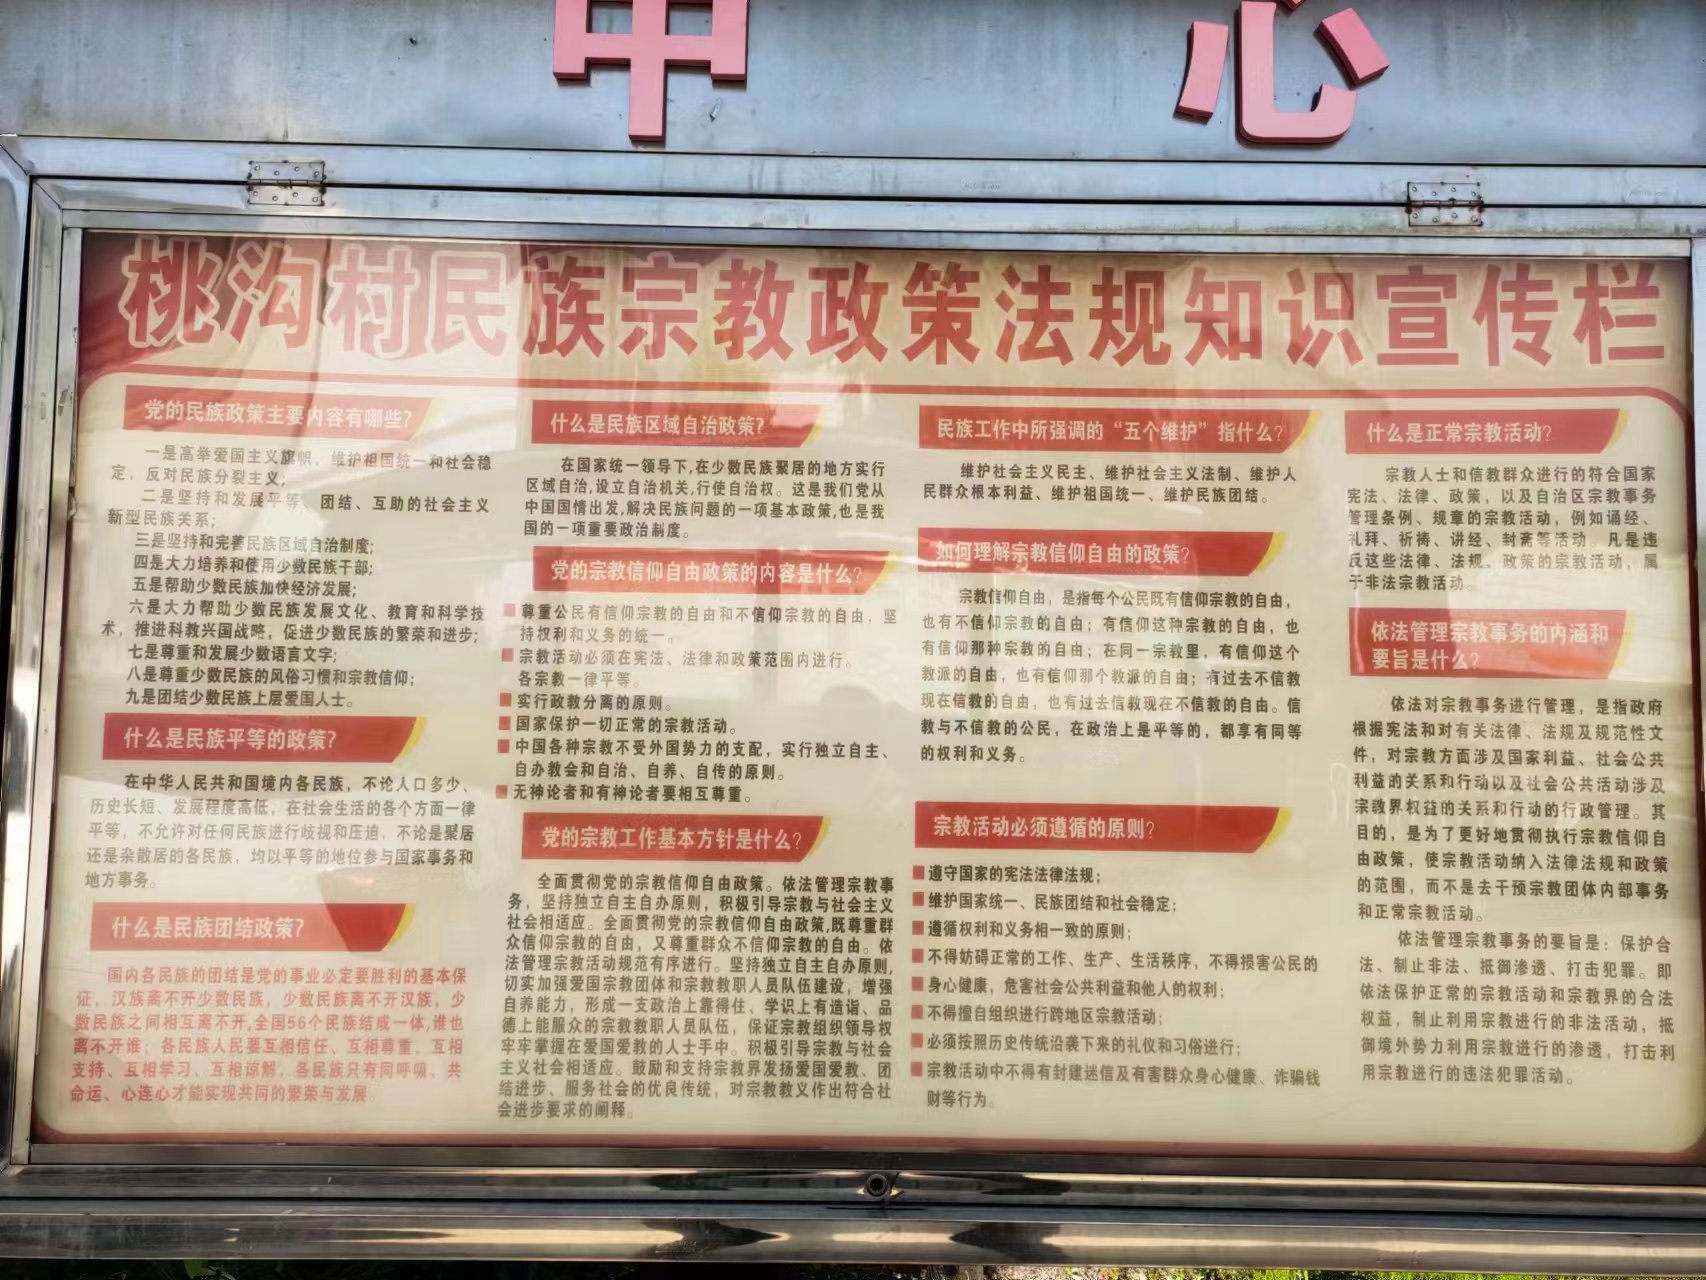 中 心
桃沟村民族宗教政策法规知识宣传栏
党的民族政策主要内容有哪些?
一是高举爱国主义旗帜，维护祖国统一和社会稳
定，反对民族分裂主义;
二是坚持和发展平等、团结、互助的社会主义
新型民族关系;
三是坚持和完善民族区域自治制度;
四是大力培养和使用少数民族干部;
五是帮助少数民族加快经济发展;
六是大力帮助少数民族发展文化、教育和科学技
术，推进科教兴国战略，促进少数民族的繁荣和进步;
七是尊重和发展少数语言文字;
八是尊重少数民族的风俗习惯和宗教信仰;
九是团结少数民族上层爱国人士。
什么是民族平等的政策?
在中华人民共和国境内各民族，不论人口多少、
历史长短、发展程度高低，在社会生活的各个方面一律
平等，不允许对任何民族进行歧视和压迫，不论是聚居
还是杂散居的各民族，均以平等的地位参与国家事务和
地方事务。
什么是民族团结政策?
国内各民族的团结是党的事业必定要胜利的基本保
证，汉族离不开少数民族，少数民族离不开汉族，少
数民族之间相互离不开,全国56个民族结成一体,谁也
离不开谁；各民族人民要互相信任、互相尊重、互相
支持、互相学习、互相谅解，各民族只有同呼吸、共
命运、心连心才能实现共同的繁荣与发展。
什么是民族区域自治政策?
在国家统一领导下,在少数民族聚居的地方实行
区域自治,设立自治机关,行使自治权。这是我们党从
中国国情出发,解决民族问题的一项基本政策,也是我
国的一项重要政治制度。
党的宗教信仰自由政策的内容是什么?
尊重公民有信仰宗教的自由和不信仰宗教的自由，坚
持权利和义务的统一。
宗教活动必须在宪法、法律和政策范围内进行。
各宗教一律平等。
实行政教分离的原则。
国家保护一切正常的宗教活动。
中国各种宗教不受外国势力的支配，实行独立自主、
自办教会和自治、自养、自传的原则。
无神论者和有神论者要相互尊重。
党的宗教工作基本方针是什么?
全面贯彻党的宗教信仰自由政策。依法管理宗教事
务，坚持独立自主自办原则，积极引导宗教与社会主义
社会相适应。全面贯彻党的宗教信仰自由政策,既尊重群
众信仰宗教的自由，又尊重群众不信仰宗教的自由。依
法管理宗教活动规范有序进行。坚持独立自主自办原则，
切实加强爱国宗教团体和宗教教职人员队伍建设，增强
自养能力，形成一支政治上靠得住、学识上有造诣、品
德上能服众的宗教教职人员队伍，保证宗教组织领导权
牢牢掌握在爱国爱教的人士手中。积极引导宗教与社会
主义社会相适应。鼓励和支持宗教界发扬爱国爱教、团
结进步、服务社会的优良传统，对宗教教义作出符合社
会进步要求的阐释。
民族工作中所强调的“五个维护”指什么?
维护社会主义民主、维护社会主义法制、维护人
民群众根本利益、维护祖国统一、维护民族团结。
如何理解宗教信仰自由的政策?
宗教信仰自由，是指每个公民既有信仰宗教的自由，
也有不信仰宗教的自由；有信仰这种宗教的自由，也
有信仰那种宗教的自由；在同一宗教里，有信仰这个
教派的自由，也有信仰那个教派的自由；有过去不信教
现在信教的自由，也有过去信教现在不信教的自由。信
教与不信教的公民，在政治上是平等的，都享有同等
的权利和义务。
宗教活动必须遵循的原则?
遵守国家的宪法法律法规；
维护国家统一、民族团结和社会稳定；
遵循权利和义务相一致的原则；
不得妨碍正常的工作、生产、生活秩序，不得损害公民的
身心健康，危害社会公共利益和他人的权利；
不得擅自组织进行跨地区宗教活动；
必须按照历史传统沿袭下来的礼仪和习俗进行；
宗教活动中不得有封建迷信及有害群众身心健康、诈骗钱
财等行为。
什么是正常宗教活动?
宗教人士和信教群众进行的符合国家
宪法、法律、政策，以及自治区宗教事务
管理条例、规章的宗教活动，例如诵经、
礼拜、祈祷、讲经、封斋等活动。凡是违
反这些法律、法规、政策的宗教活动，属
于非法宗教活动。
依法管理宗教事务的内涵和
要旨是什么?
依法对宗教事务进行管理，是指政府
根据宪法和对有关法律、法规及规范性文
件，对宗教方面涉及国家利益、社会公共
利益的关系和行动以及社会公共活动涉及
宗教界权益的关系和行动的行政管理。其
目的，是为了更好地贯彻执行宗教信仰自
由政策，使宗教活动纳入法律法规和政策
的范围，而不是去干预宗教团体内部事务
和正常宗教活动。
依法管理宗教事务的要旨是：保护合
法、制止非法、抵御渗透、打击犯罪。即
依法保护正常的宗教活动和宗教界的合法
权益，制止利用宗教进行的非法活动，抵
御境外势力利用宗教进行的渗透，打击利
用宗教进行的违法犯罪活动。